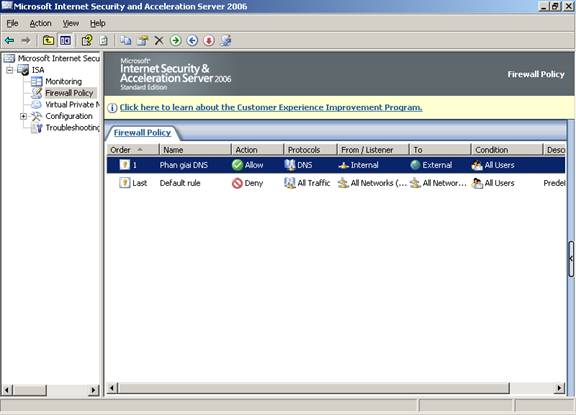 Microsoft Internet Security and Acceleration Server 2006
File Action View Help
Microsoft Internet Secu
ISA
Monitoring
Firewall Policy
Virtual Private N
Configuration
Troubleshooting
Microsoft®
Internet Security &
Acceleration Server 2006
Standard Edition
Firewall Policy
Click here to learn about the Customer Experience Improvement Program.
Firewall Policy
Order Name Action Protocols From / Listener To Condition Desc
1 Phan giai DNS Allow DNS Internal External All Users
Last Default rule Deny All Traffic All Networks (... All Networ... All Users Prede